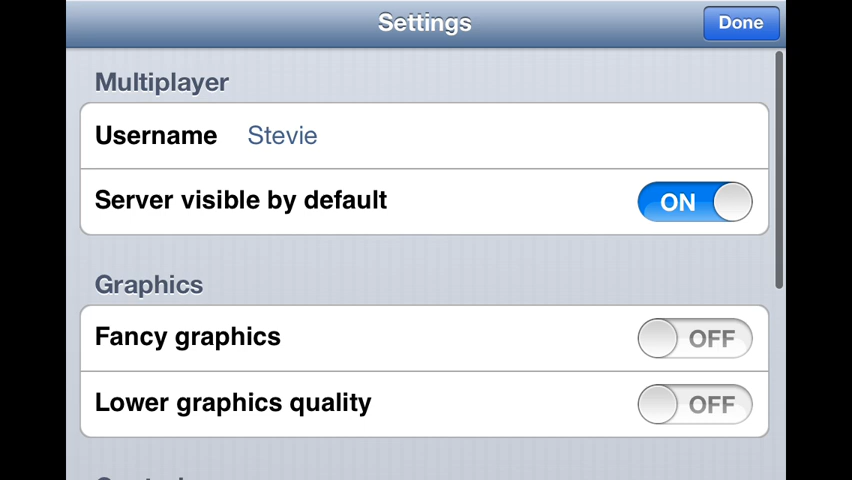 Settings
Done
Multiplayer
Username Stevie
Server visible by default ON
Graphics
Fancy graphics OFF
Lower graphics quality OFF